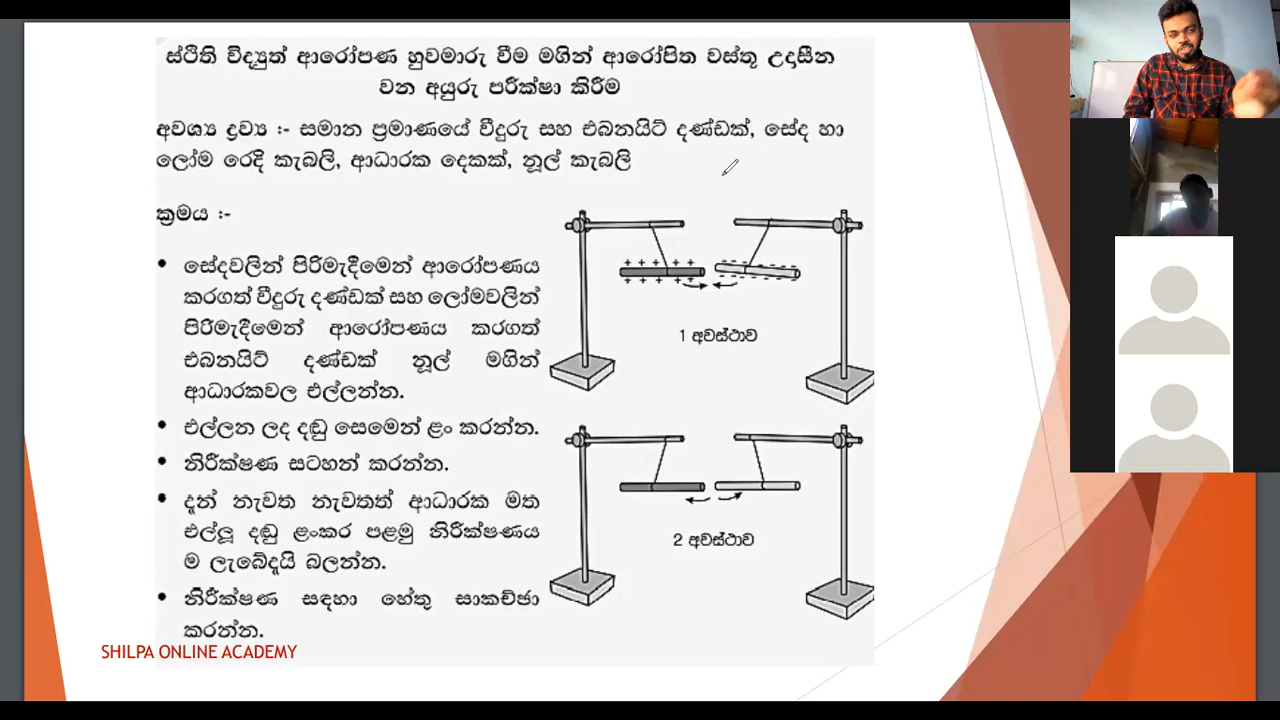 ස්ථිති විද්‍යුත් ආරෝපණ හුවමාරු වීම මගින් ආරෝපිත වස්තු උදාසීන
වන අයුරු පරීක්ෂා කිරීම
අවශ්‍ය ද්‍රව්‍ය :- සමාන ප්‍රමාණයේ වීදුරු සහ එබනයිට් දණ්ඩක්, සේද හා
ලෝම රෙදි කැබලි, ආධාරක දෙකක්, නූල් කැබලි
ක්‍රමය :-
• සේදවලින් පිරිමැදීමෙන් ආරෝපණය
කරගත් වීදුරු දණ්ඩක් සහ ලෝමවලින්
පිරිමැදීමෙන් ආරෝපණය කරගත්
එබනයිට් දණ්ඩක් නූල් මගින්
ආධාරකවල එල්ලන්න.
• එල්ලන ලද දඬු සෙමෙන් ළං කරන්න.
• නිරීක්ෂණ සටහන් කරන්න.
• දැන් නැවත නැවතත් ආධාරක මත
එල්ලූ දඬු ළංකර පළමු නිරීක්ෂණය
ම ලැබේදැයි බලන්න.
• නිරීක්ෂණ සඳහා හේතු සාකච්ඡා
කරන්න.
1 අවස්ථාව
2 අවස්ථාව
SHILPA ONLINE ACADEMY